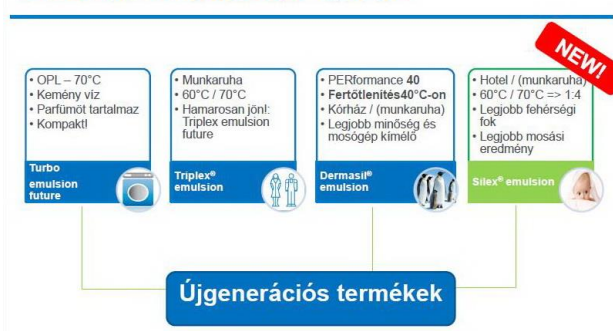 NEW!
• OPL – 70°C
• Kemény víz
• Parfümöt tartalmaz
• Kompakt!
Turbo
emulsion
future
• Munkaruha
• 60°C / 70°C
• Hamarosan jön!:
Triplex emulsion
future
Triplex®
emulsion
• PERformance 40
• Fertőtlenítés40°C-on
• Kórház / (munkaruha)
• Legjobb minőség és
mosógép kímélő
Dermasil®
emulsion
• Hotel / (munkaruha)
• 60°C / 70°C => 1:4
• Legjobb fehérségi
fok
• Legjobb mosási
eredmény
Silex® emulsion
Újgenerációs termékek